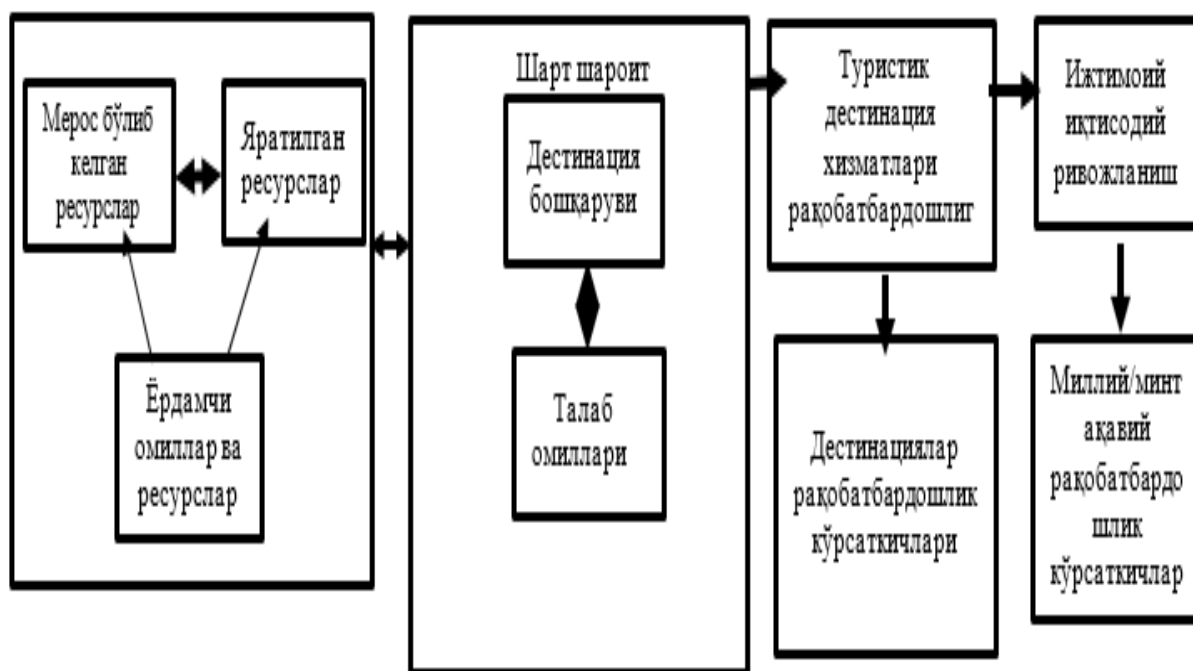 Мерос бўлиб
келган
ресурслар
Яратилган
ресурслар
Ёрдамчи
омиллар ва
ресурслар
Шарт шароит
Дестинация
бошқаруви
Талаб
омиллари
Туристик
дестинация
хизматлари
рақобатбардошлиг
Дестинациялар
рақобатбардошлик
кўрсаткичлари
Ижтимоий
иқтисодий
ривожланиш
Миллий/минт
ақавий
рақобатбардо
шлик
кўрсаткичлар